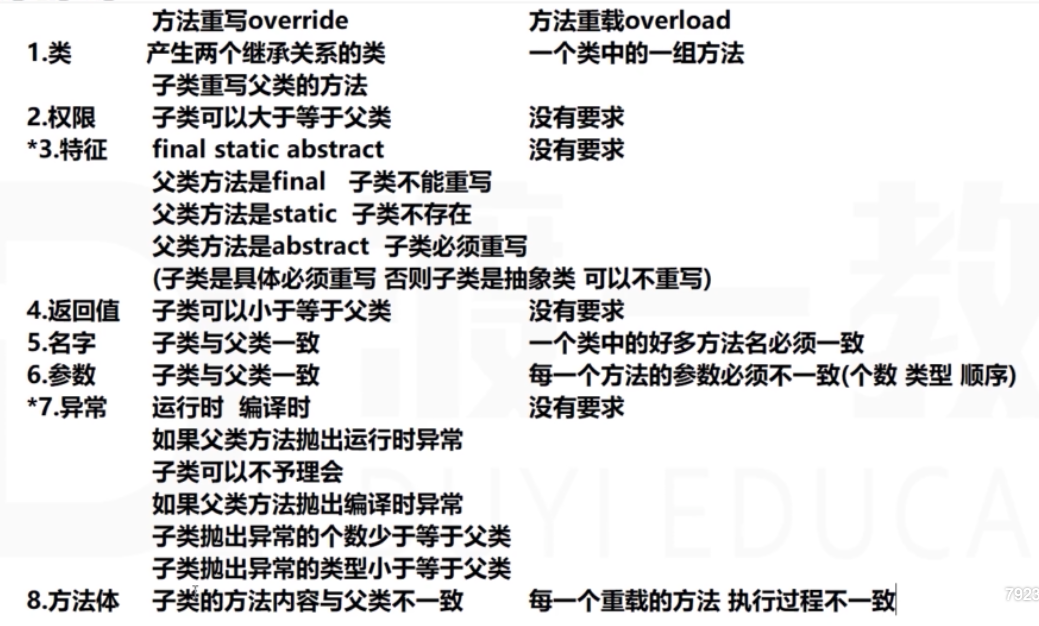 方法重写override 方法重载overload
1.类 产生两个继承关系的类 一个类中的一组方法
子类重写父类的方法
2.权限 子类可以大于等于父类 没有要求
*3.特征 final static abstract 没有要求
父类方法是final 子类不能重写
父类方法是static 子类不存在
父类方法是abstract 子类必须重写
(子类是具体必须重写 否则子类是抽象类 可以不重写)
4.返回值 子类可以小于等于父类 没有要求
5.名字 子类与父类一致 一个类中的好多方法名必须一致
6.参数 子类与父类一致 每一个方法的参数必须不一致(个数 类型 顺序)
*7.异常 运行时 编译时 没有要求
如果父类方法抛出运行时异常
子类可以不予理会
如果父类方法抛出编译时异常
子类抛出异常的个数少于等于父类
子类抛出异常的类型小于等于父类
8.方法体 子类的方法内容与父类不一致 每一个重载的方法 执行过程不一致
7923